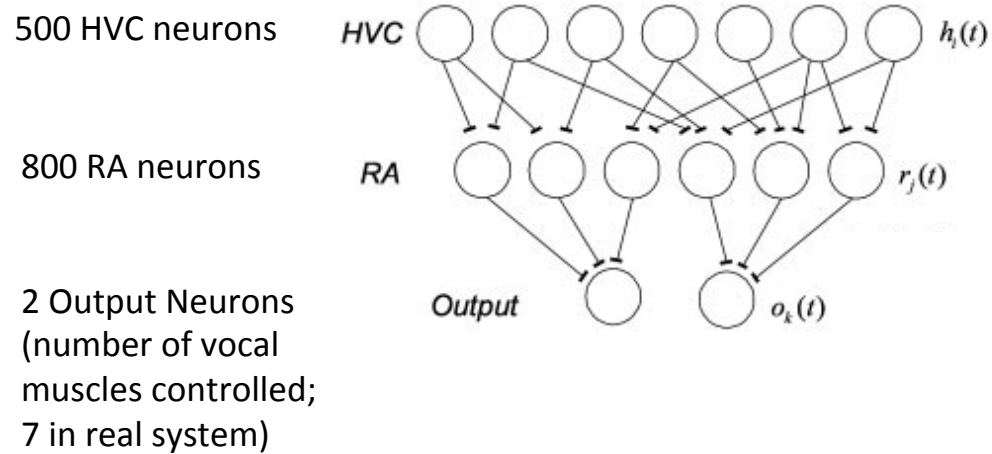 500 HVC neurons
HVC
h_i(t)
800 RA neurons
RA
r_j(t)
2 Output Neurons
(number of vocal
muscles controlled;
7 in real system)
Output
o_k(t)